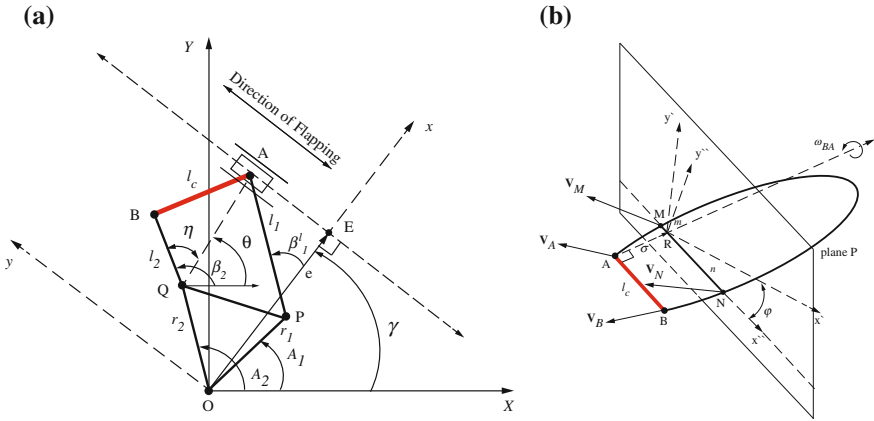 (a)
Y
Direction of Flapping
x
A
l_c
E
B
η
l_1
β^l_1
θ
l_2
β_2
e
y
Q
γ
P
r_2
r_1
A_1
A_2
O
X
(b)
y`
y``
ω_BA
v_M
M
m
R
v_A
σ
A
v_N
n
plane P
l_c
N
v_B
B
φ
x`
x``